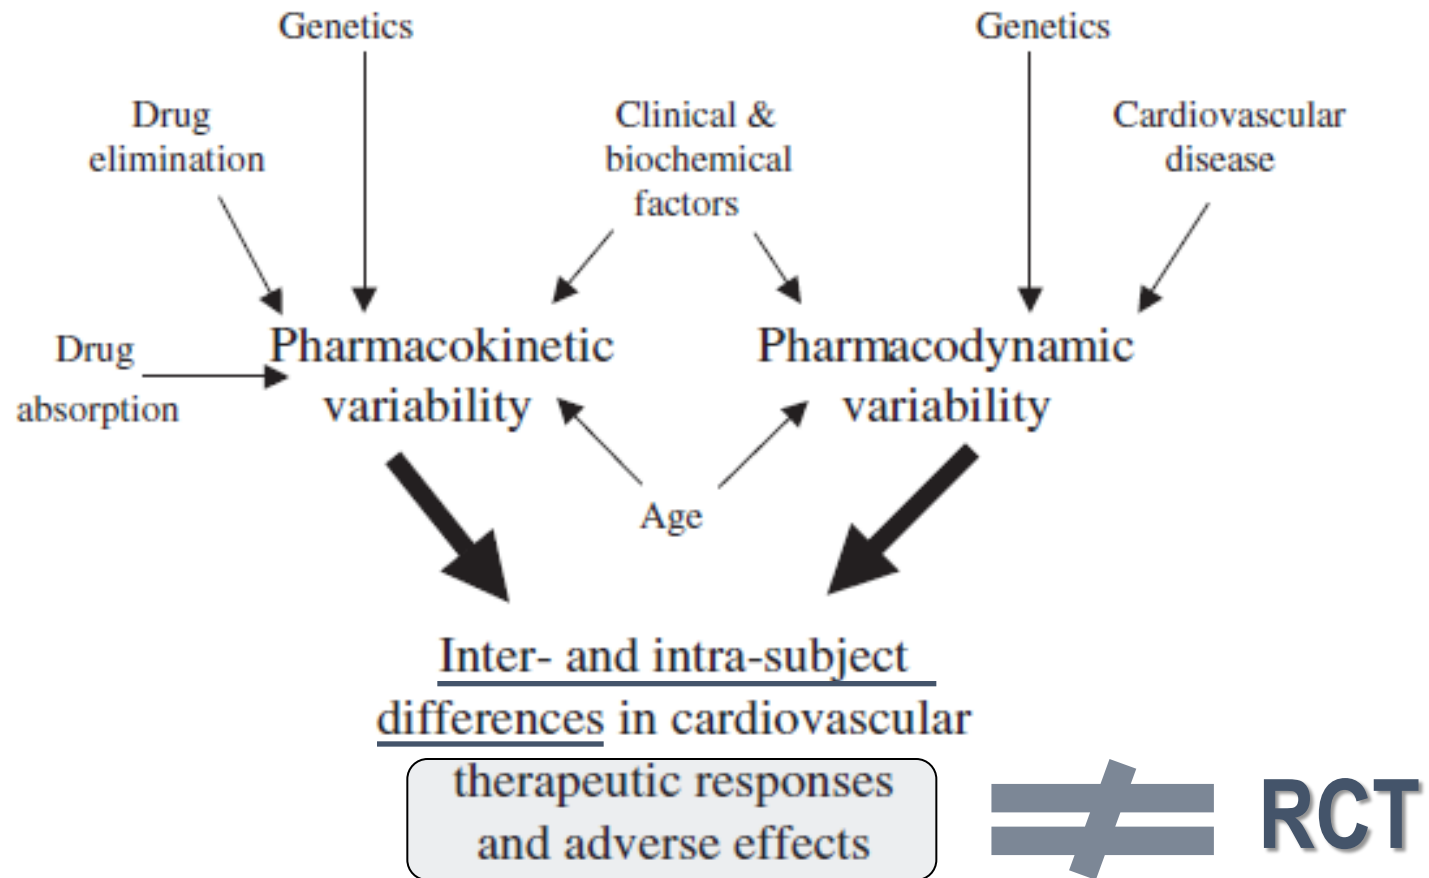 Genetics
Genetics
Drug
elimination
Clinical &
biochemical
factors
Cardiovascular
disease
Drug
absorption
Pharmacokinetic
variability
Pharmacodynamic
variability
Age
Inter- and intra-subject
differences in cardiovascular
therapeutic responses
and adverse effects
≠ RCT